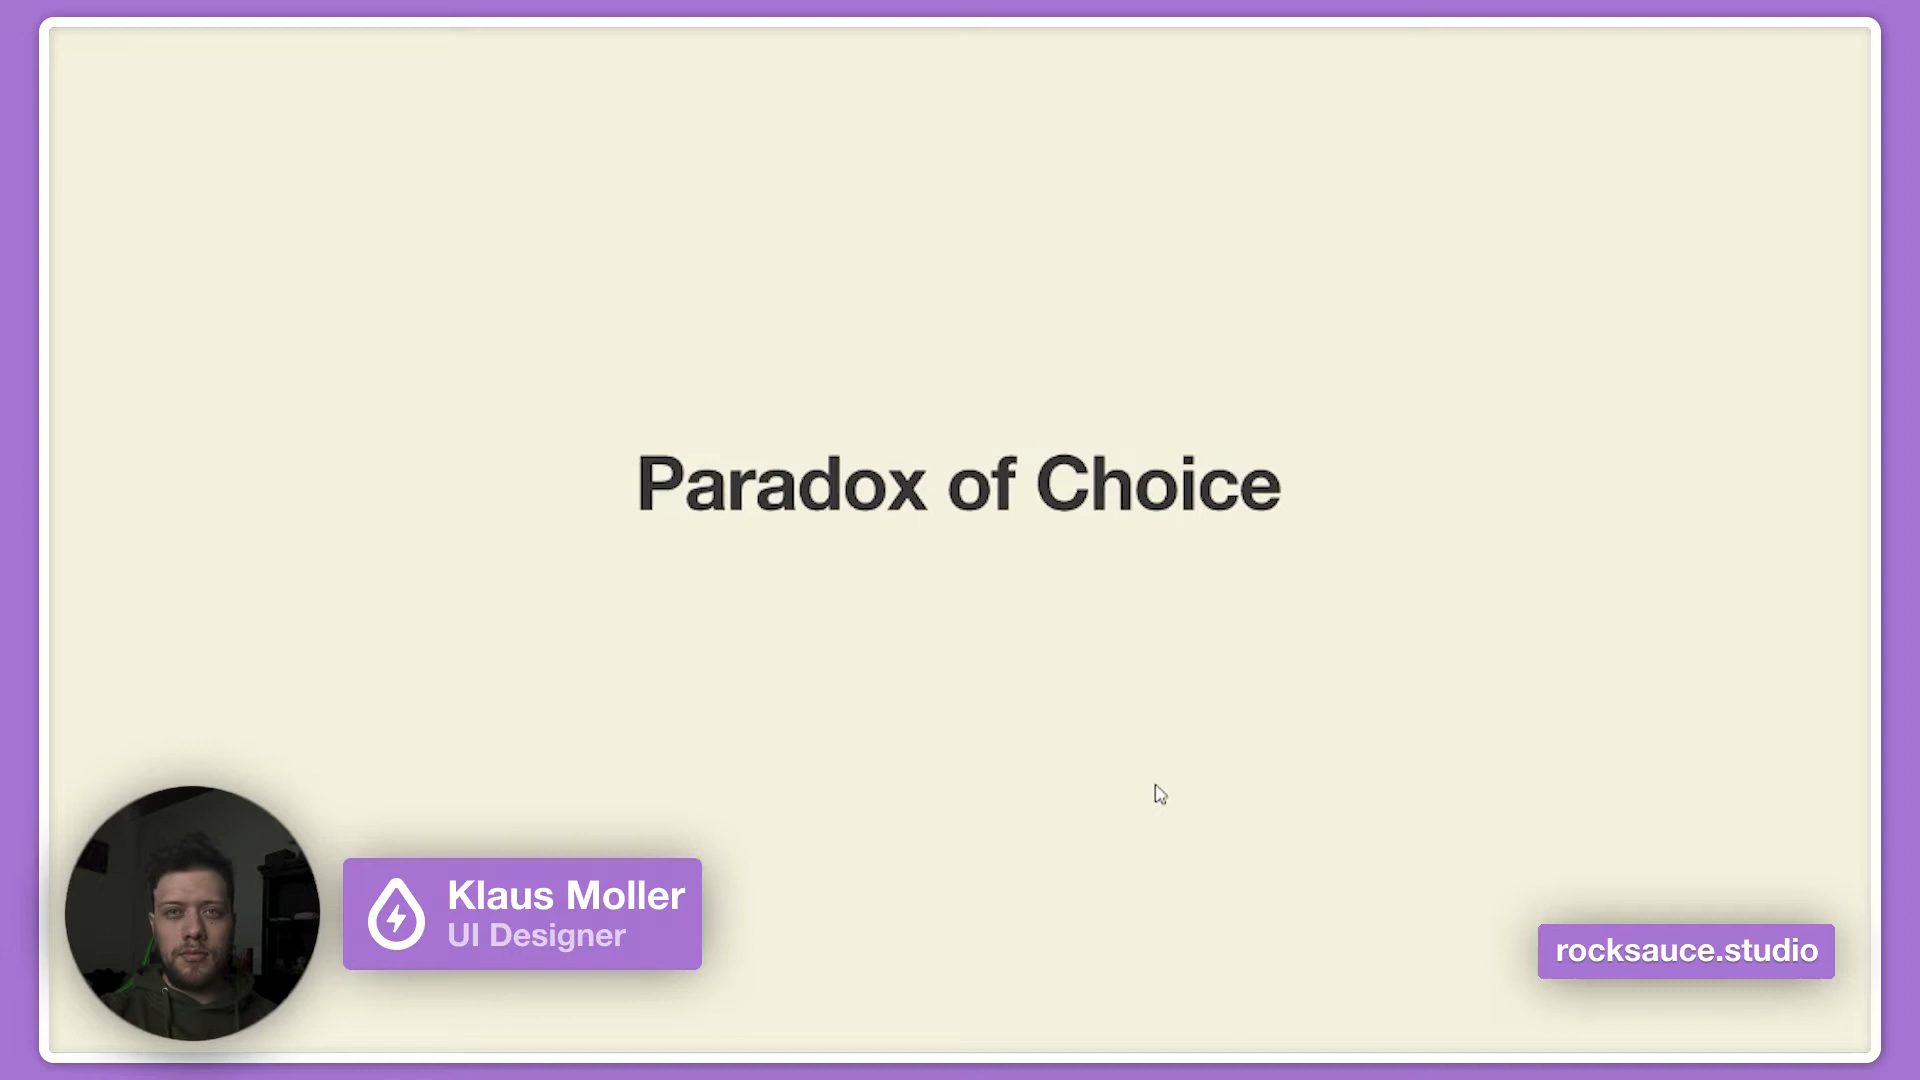 Paradox of Choice
Klaus Moller
UI Designer
rocksauce.studio